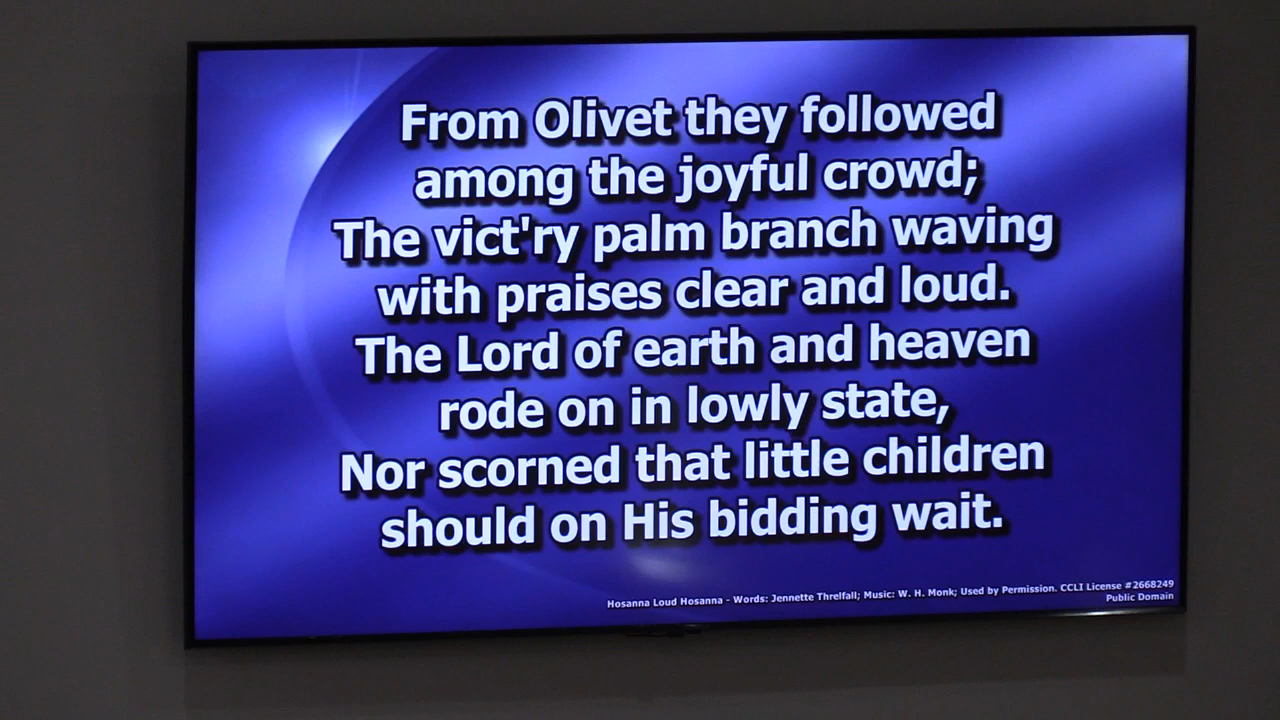 From Olivet they followed
among the joyful crowd;
The vict'ry palm branch waving
with praises clear and loud.
The Lord of earth and heaven
rode on in lowly state,
Nor scorned that little children
should on His bidding wait.
Hosanna Loud Hosanna - Words: Jennette Threlfall; Music: W. H. Monk; Used by Permission. CCLI License #2668249
Public Domain